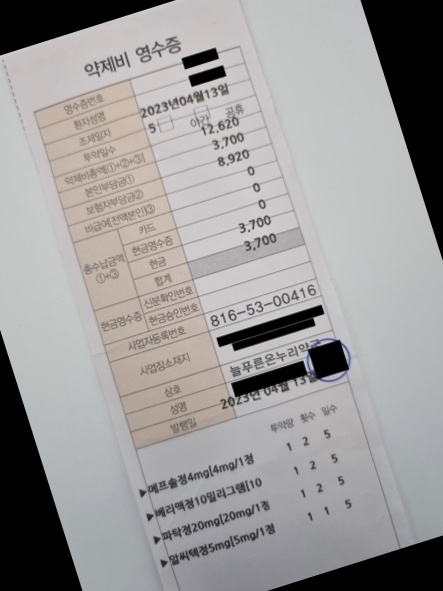 약제비 영수증
영수증번호
환자성명
조제일자 2023년04월13일
투약일수 5 야간 공휴
약제비총액(①+②+③) 12,620
본인부담금① 3,700
보험자부담금② 8,920
비급여(전액본인)③ 0
총수납금액 ①+③
카드 0
현금영수증 0
현금 3,700
합계 3,700
현금영수증
신분확인번호
현금승인번호
사업자등록번호 816-53-00416
사업장소재지
상호 늘푸른온누리약국
성명
발행일 2023년 04월 13일
투약량 횟수 일수
▶메프솔정4mg[4mg/1정 1 2 5
▶베리맥정10밀리그램[10 1 2 5
▶파탁정20mg[20mg/1정 1 2 5
▶알씨텍정5mg[5mg/1정 1 1 5